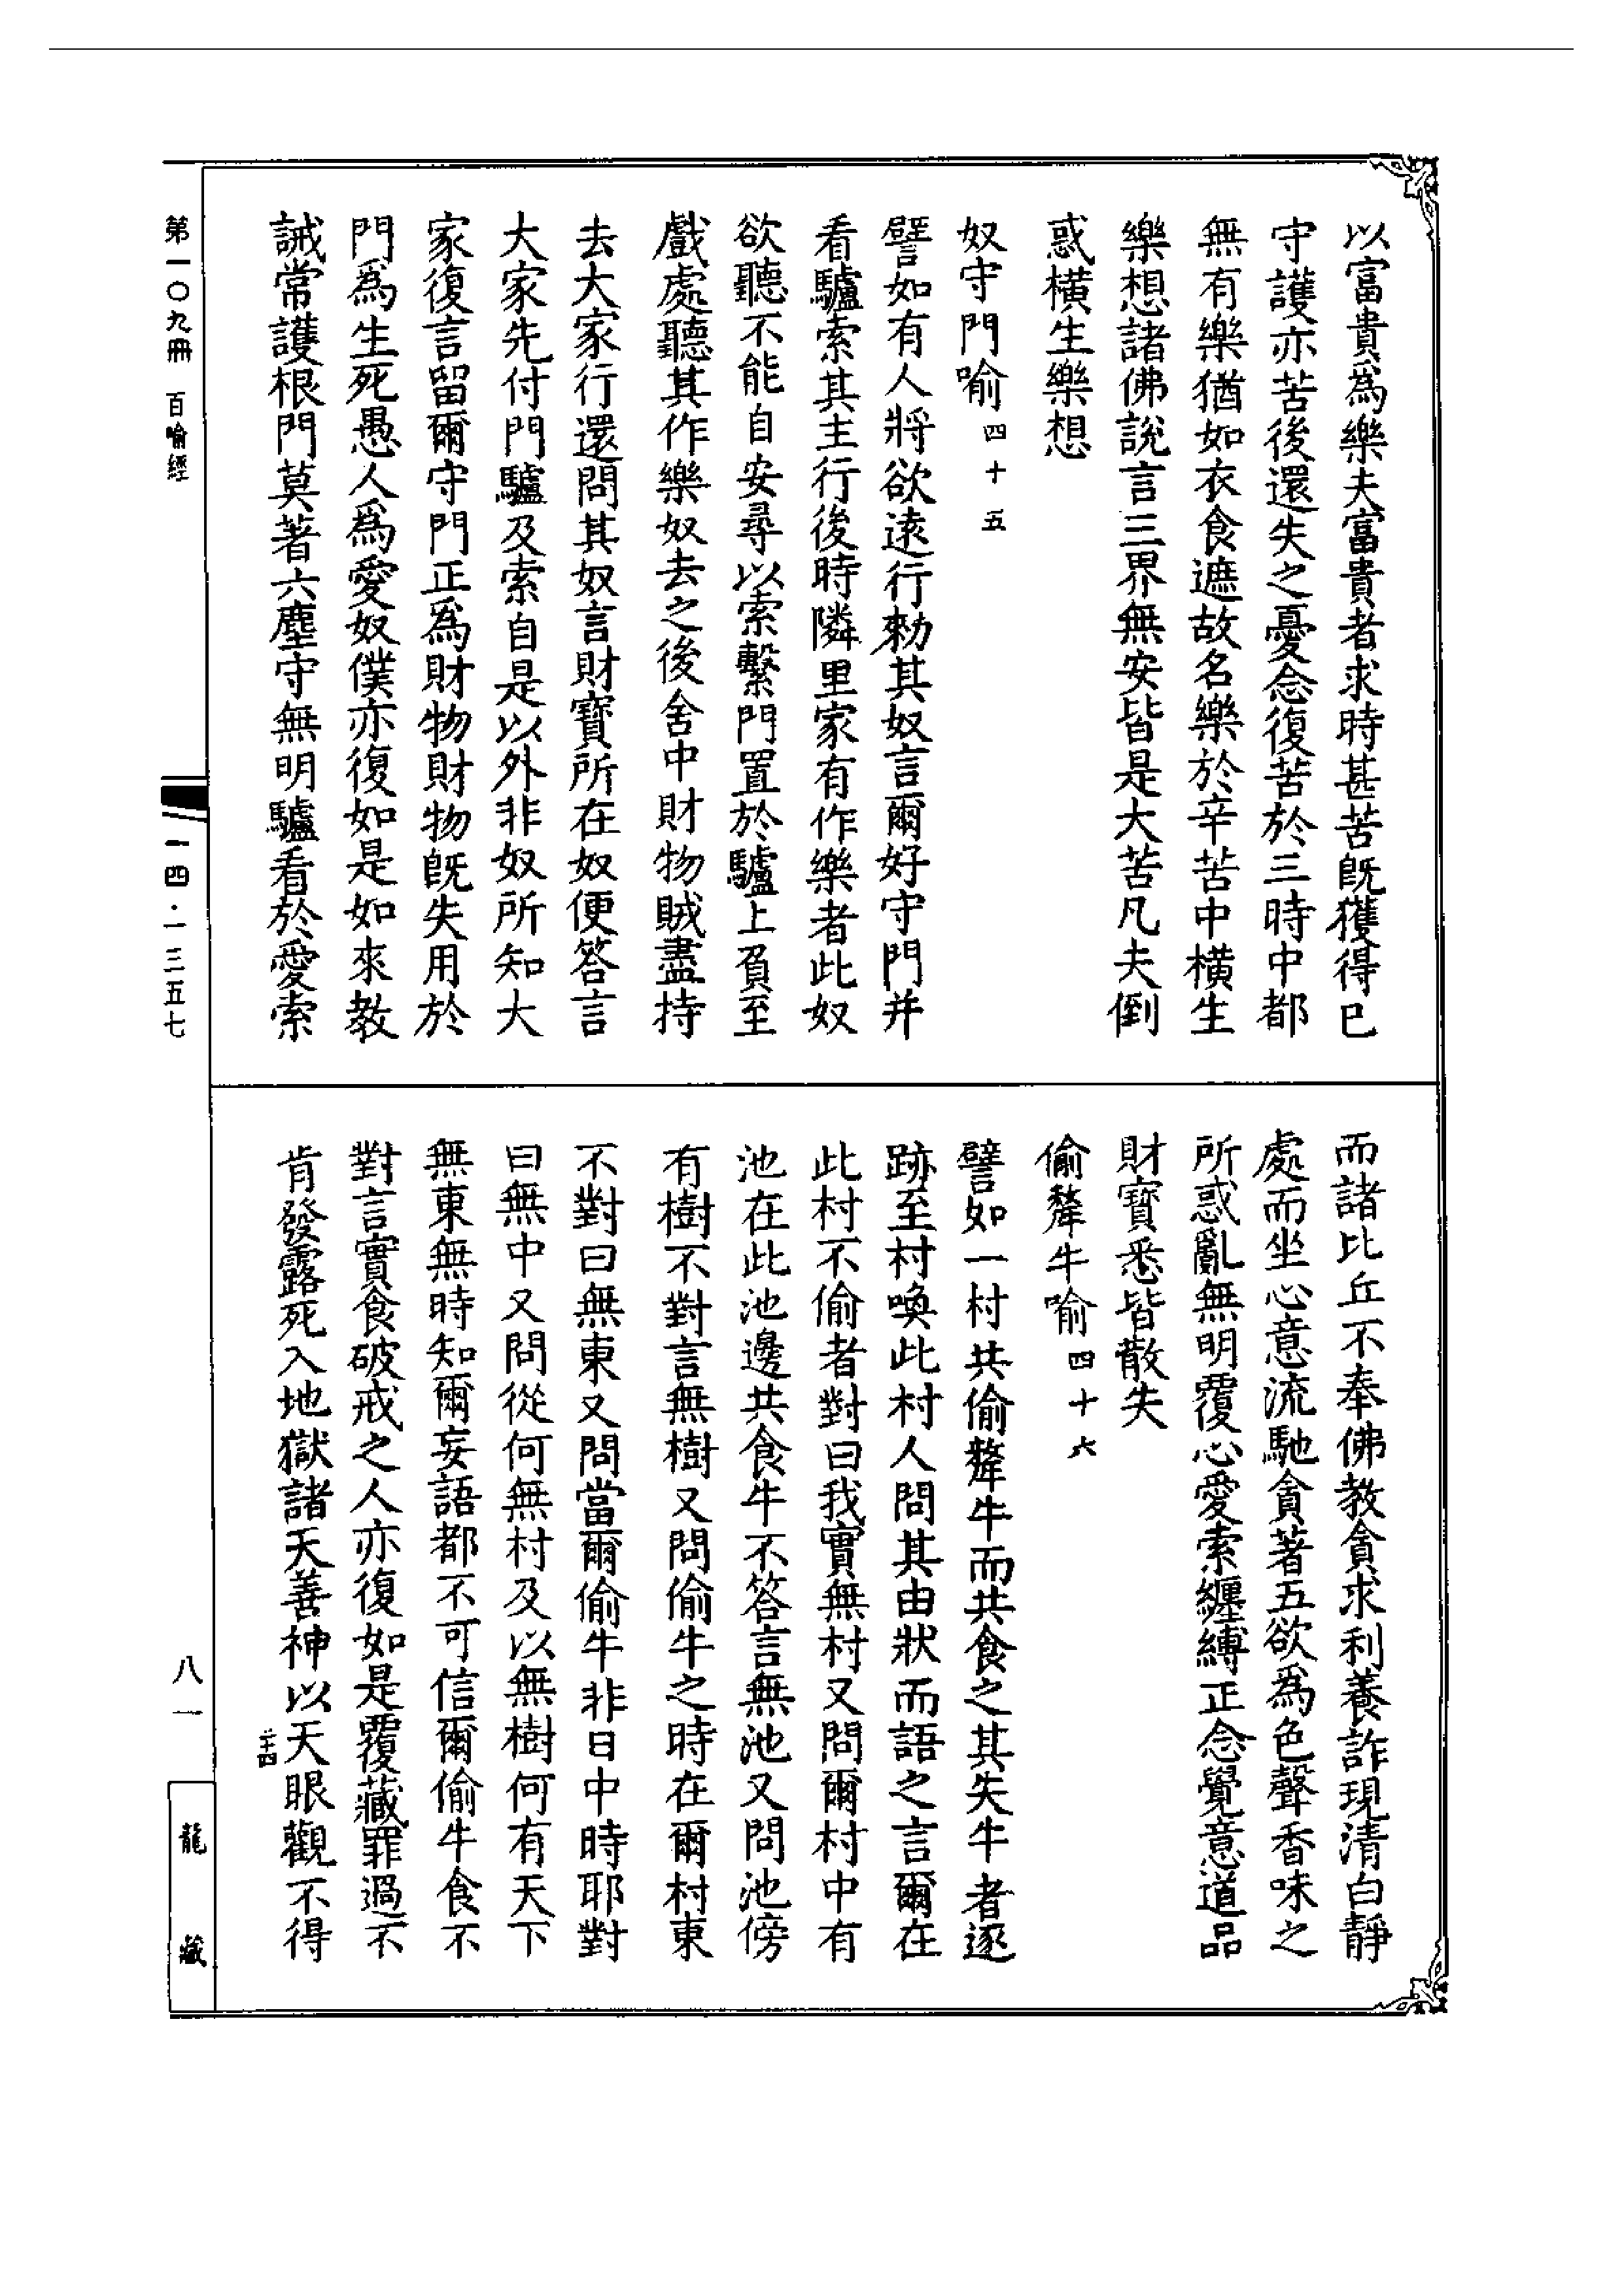 以富貴爲樂夫富貴者求時甚苦旣獲得已
守護亦苦後還失之憂念復苦於三時中都
無有樂猶如衣食遮故名樂於辛苦中橫生
樂想諸佛說言三界無安皆是大苦凡夫倒
惑橫生樂想
奴守門喻四十五
譬如有人將欲遠行勑其奴言爾好守門并
看驢索其主行後時隣里家有作樂者此奴
欲聽不能自安尋以索繫門置於驢上負至
戲處聽其作樂奴去之後舍中財物賊盡持
去大家行還問其奴言財寶所在奴便答言
大家先付門驢及索自是以外非奴所知大
家復言留爾守門正爲財物財物旣失用於
門爲生死愚人爲愛奴僕亦復如是如來教
誡常護根門莫著六塵守無明驢看於愛索
而諸比丘不奉佛教貪求利養詐現清白靜
處而坐心意流馳貪著五欲爲色聲香味之
所惑亂無明覆心愛索纏縛正念覺意道品
財寶悉皆散失
偷犛牛喻四十六
譬如一村共偷犛牛而共食之其失牛者逐
跡至村喚此村人問其由狀而語之言爾在
此村不偷者對曰我實無村又問爾村中有
池在此池邊共食牛不答言無池又問池傍
有樹不對言無樹又問偷牛之時在爾村東
不對曰無東又問當爾偷牛非日中時耶對
曰無中又問從何無村及以無樹何有天下
無東無時知爾妄語都不可信爾偷牛食不
對言實食破戒之人亦復如是覆藏罪過不
肯發露死入地獄諸天善神以天眼觀不得
二十四
第一〇九冊 百喻經
一四·一三五七
八一
龍藏